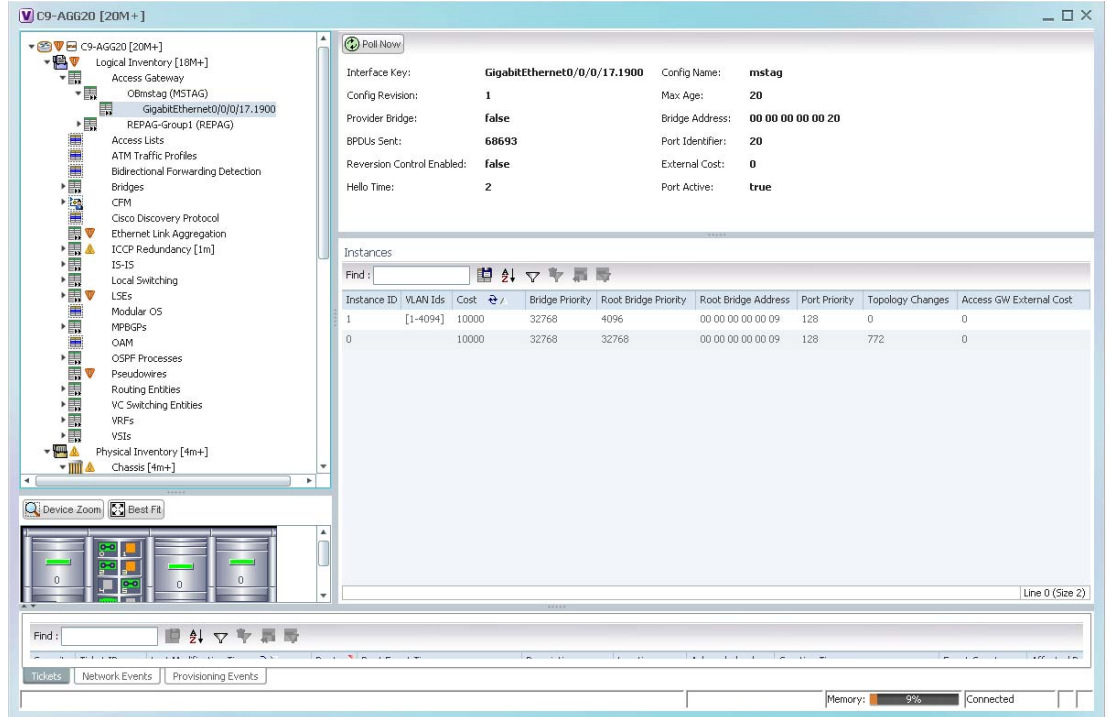 C9-AGG20 [20M+]
C9-AGG20 [20M+]
Logical Inventory [18M+]
Access Gateway
OBmstag (MSTAG)
GigabitEthernet0/0/0/17.1900
REPAG-Group1 (REPAG)
Access Lists
ATM Traffic Profiles
Bidirectional Forwarding Detection
Bridges
CFM
Cisco Discovery Protocol
Ethernet Link Aggregation
ICCP Redundancy [1m]
IS-IS
Local Switching
LSEs
Modular OS
MPBGPs
OAM
OSPF Processes
Pseudowires
Routing Entities
VC Switching Entities
VRFs
VSIs
Physical Inventory [4m+]
Chassis [4m+]
Device Zoom Best Fit
0 0 0
Poll Now
Interface Key: GigabitEthernet0/0/0/17.1900 Config Name: mstag
Config Revision: 1 Max Age: 20
Provider Bridge: false Bridge Address: 00 00 00 00 00 20
BPDUs Sent: 68693 Port Identifier: 20
Reversion Control Enabled: false External Cost: 0
Hello Time: 2 Port Active: true
Instances
Find :
Instance ID VLAN Ids Cost Bridge Priority Root Bridge Priority Root Bridge Address Port Priority Topology Changes Access GW External Cost
1 [1-4094] 10000 32768 4096 00 00 00 00 00 09 128 0 0
0 10000 32768 32768 00 00 00 00 00 09 128 772 0
Line 0 (Size 2)
Find :
Tickets Network Events Provisioning Events
Memory: 9% Connected